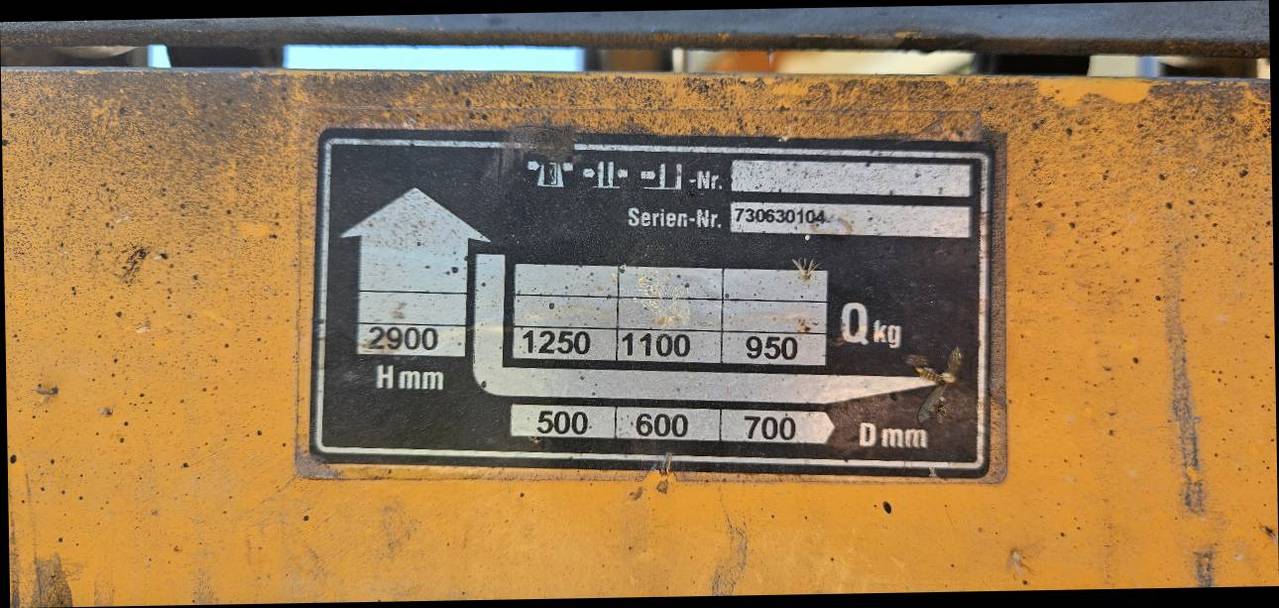 -Nr.
Serien-Nr. 730630104
2900 1250 1100 950 Q kg
H mm
500 600 700 D mm